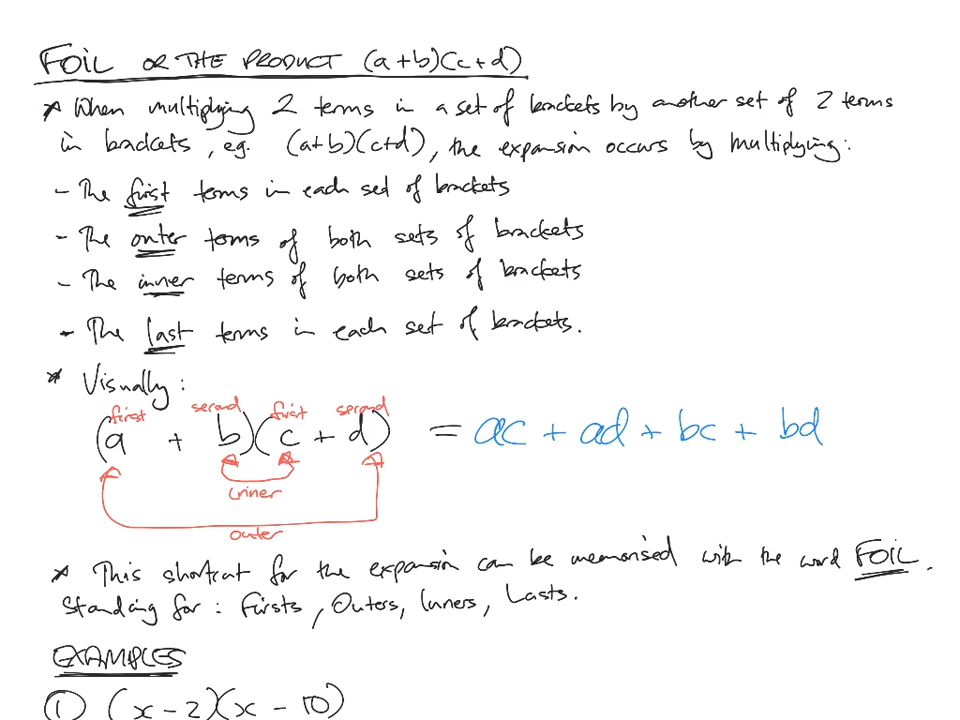 FOIL OR THE PRODUCT (a+b)(c+d)
* When multiplying 2 terms in a set of brackets by another set of 2 terms
in brackets, eg. (a+b)(c+d), the expansion occurs by multiplying:
- The first terms in each set of brackets
- The outer terms of both sets of brackets
- The inner terms of both sets of brackets
- The last terms in each set of brackets.
* Visually:
first second first second
(a + b)(c + d) = ac + ad + bc + bd
inner
outer
* This shortcut for the expansion can be memorised with the word FOIL.
Standing for: Firsts, Outers, Inners, Lasts.
EXAMPLES
① (x - 2)(x - 10)